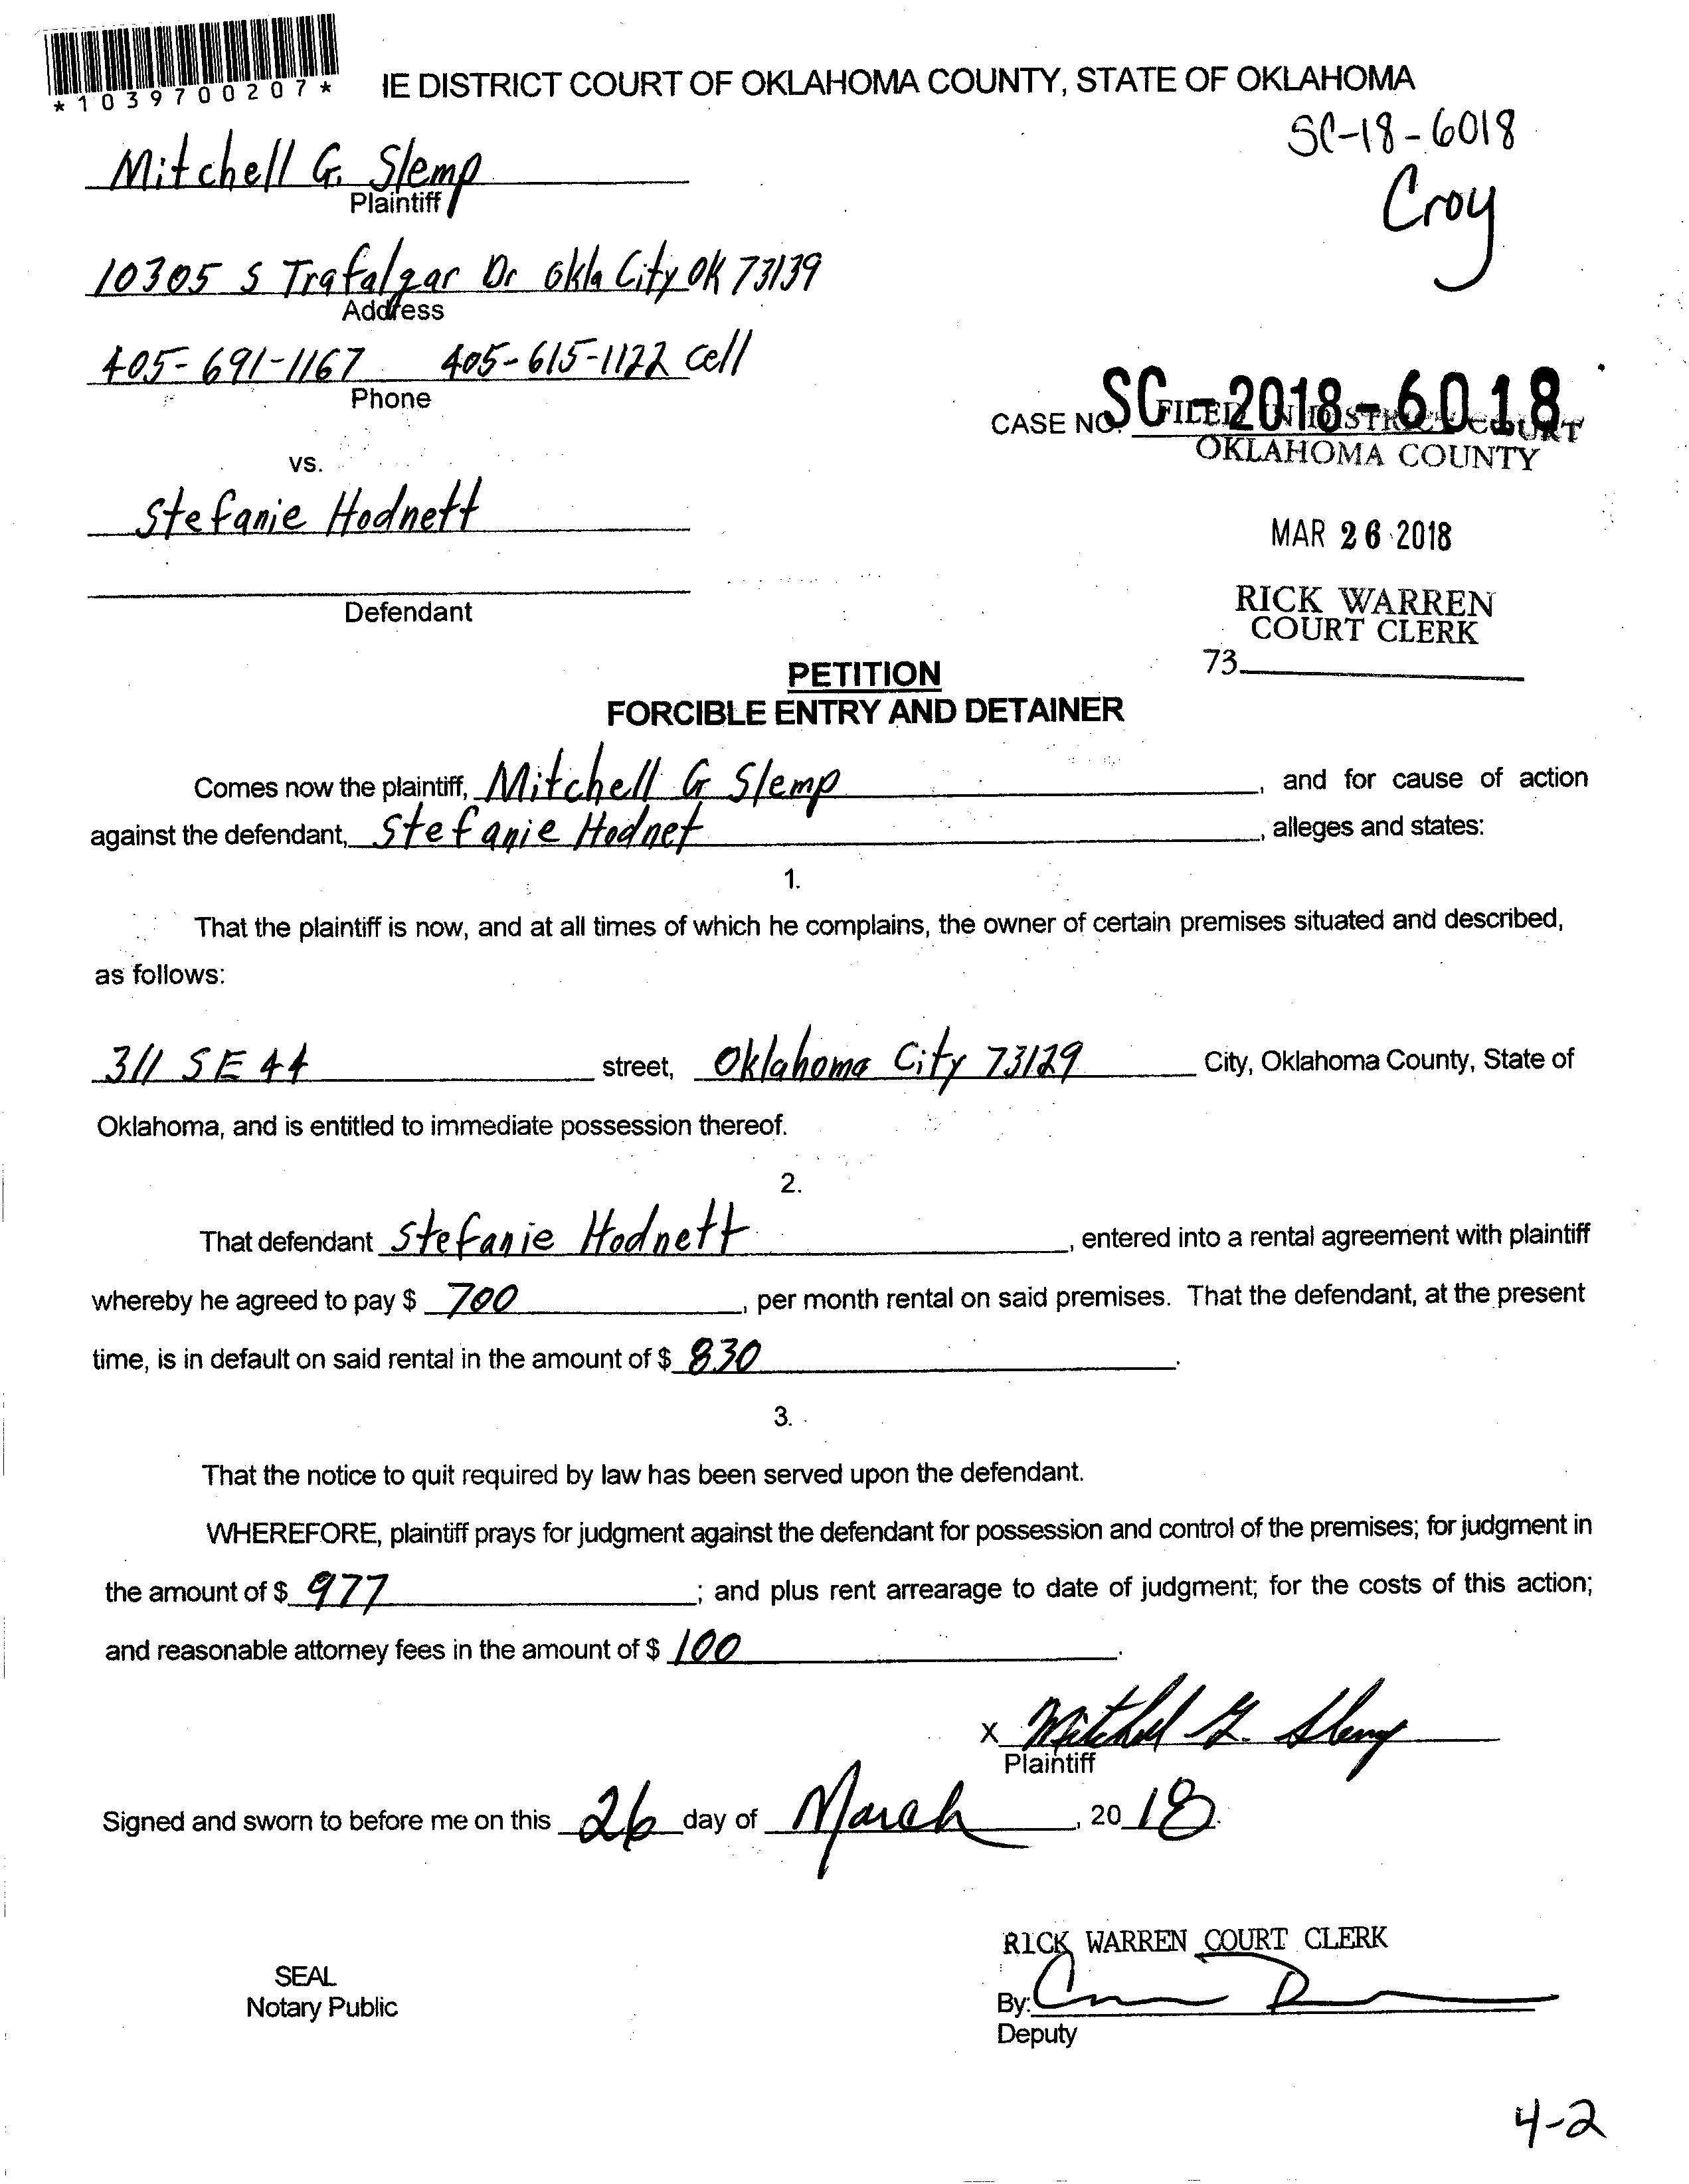 *1039700207*
IE DISTRICT COURT OF OKLAHOMA COUNTY, STATE OF OKLAHOMA
SC-18-6018
Croy
Mitchell G. Slemp
Plaintiff
10305 S Trafalgar Dr Okla City OK 73139
Address
405-691-1167 405-615-1122 cell
Phone
CASE NO. SC-2018-6018
FILED IN DISTRICT COURT
OKLAHOMA COUNTY
vs.
Stefanie Hodnett
MAR 26 2018
Defendant
RICK WARREN
COURT CLERK
73
PETITION
FORCIBLE ENTRY AND DETAINER
Comes now the plaintiff, Mitchell G Slemp, and for cause of action
against the defendant, Stefanie Hodnet, alleges and states:
1.
That the plaintiff is now, and at all times of which he complains, the owner of certain premises situated and described,
as follows:
311 SE 44 street, Oklahoma City 73129 City, Oklahoma County, State of
Oklahoma, and is entitled to immediate possession thereof.
2.
That defendant Stefanie Hodnett, entered into a rental agreement with plaintiff
whereby he agreed to pay $ 700, per month rental on said premises. That the defendant, at the present
time, is in default on said rental in the amount of $ 830.
3.
That the notice to quit required by law has been served upon the defendant.
WHEREFORE, plaintiff prays for judgment against the defendant for possession and control of the premises; for judgment in
the amount of $ 977; and plus rent arrearage to date of judgment; for the costs of this action;
and reasonable attorney fees in the amount of $ 100.
X Mitchell G. Slemp
Plaintiff
Signed and sworn to before me on this 26 day of March, 2018.
RICK WARREN COURT CLERK
SEAL
Notary Public
By:
Deputy
4-2